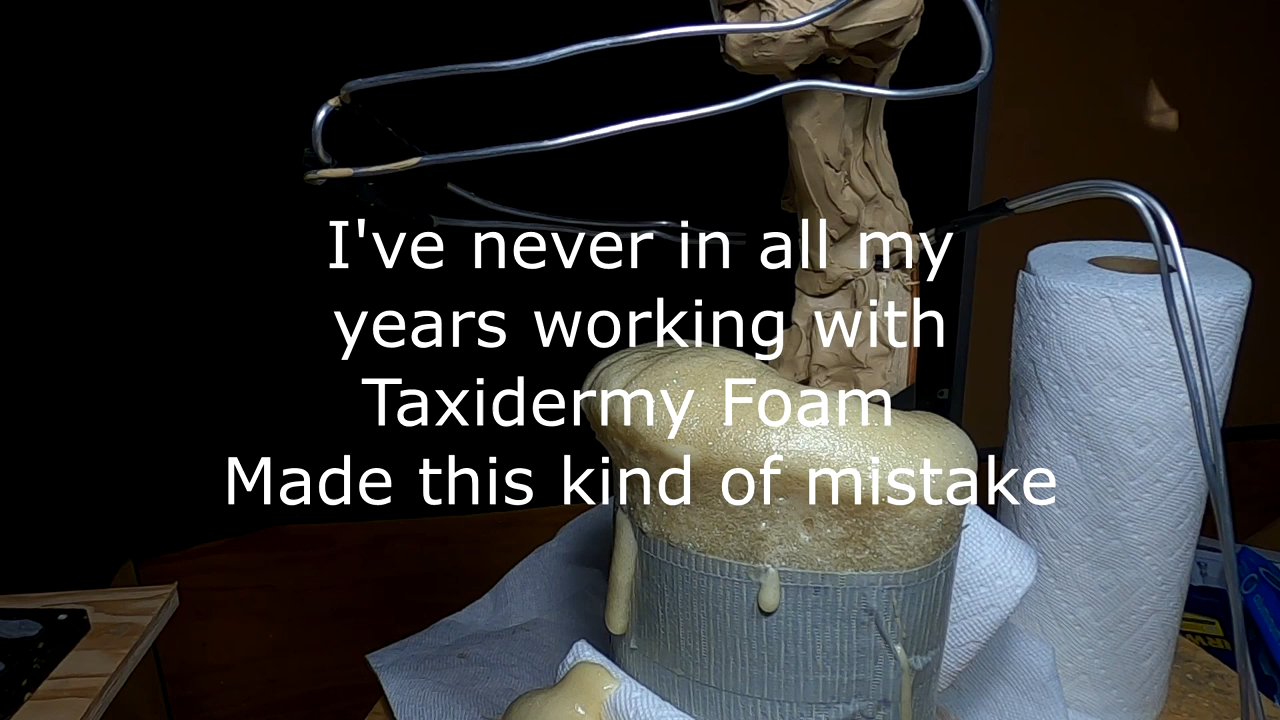 I've never in all my
years working with
Taxidermy Foam
Made this kind of mistake